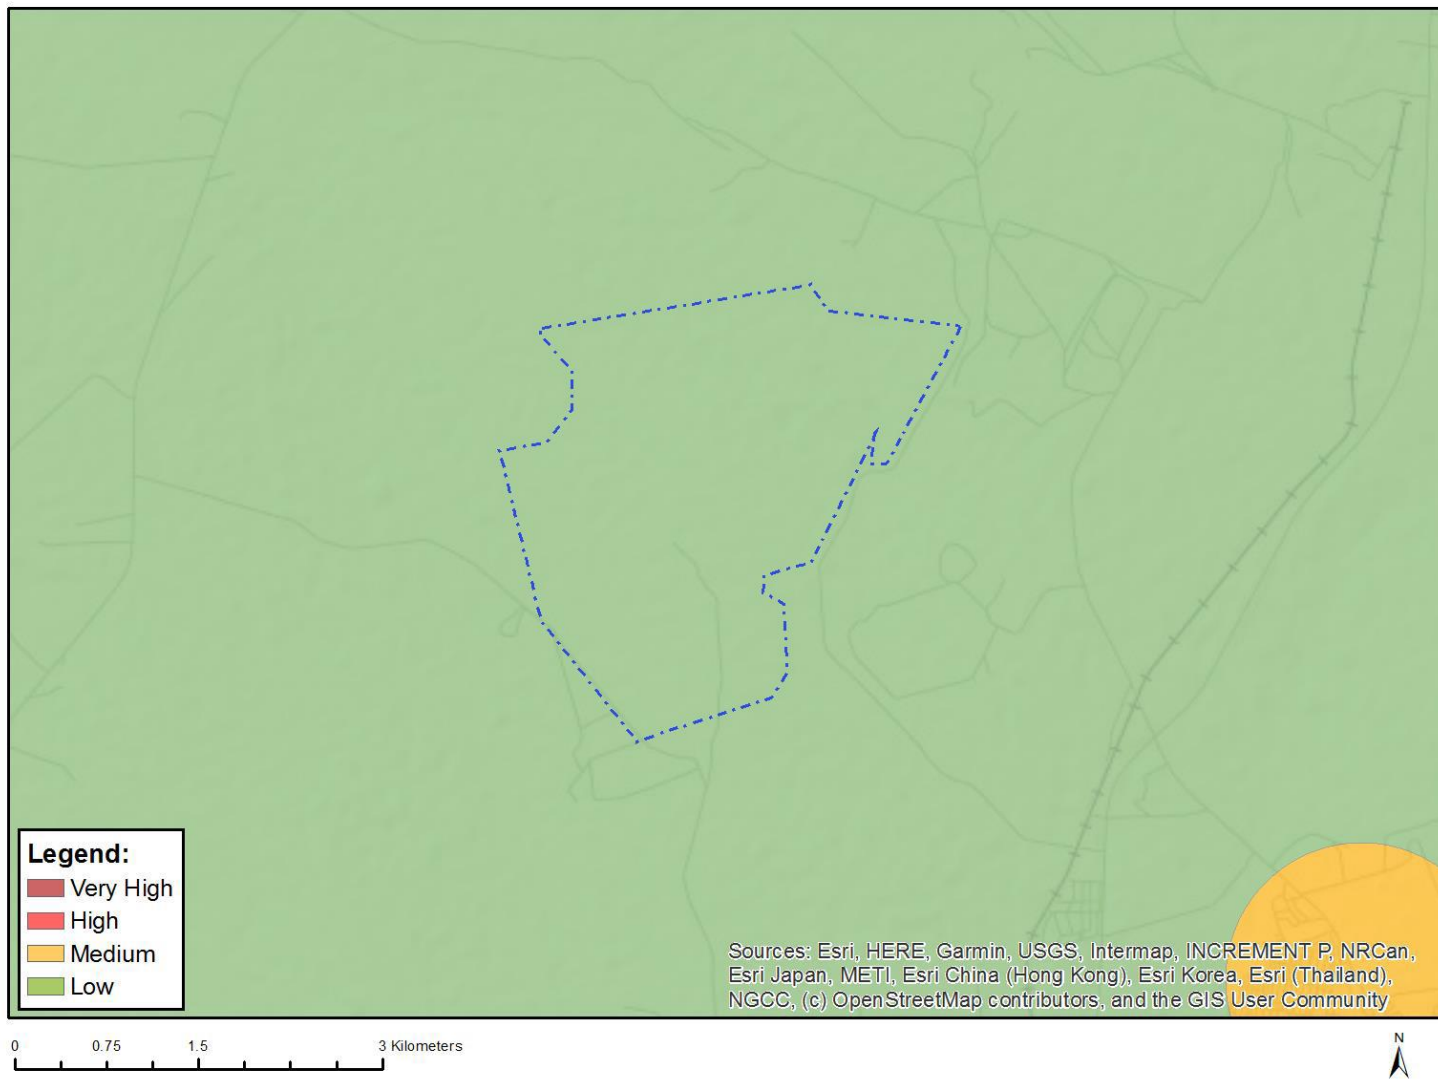 Legend:
Very High
High
Medium
Low
Sources: Esri, HERE, Garmin, USGS, Intermap, INCREMENT P, NRCan,
Esri Japan, METI, Esri China (Hong Kong), Esri Korea, Esri (Thailand),
NGCC, (c) OpenStreetMap contributors, and the GIS User Community
0 0.75 1.5 3 Kilometers
N